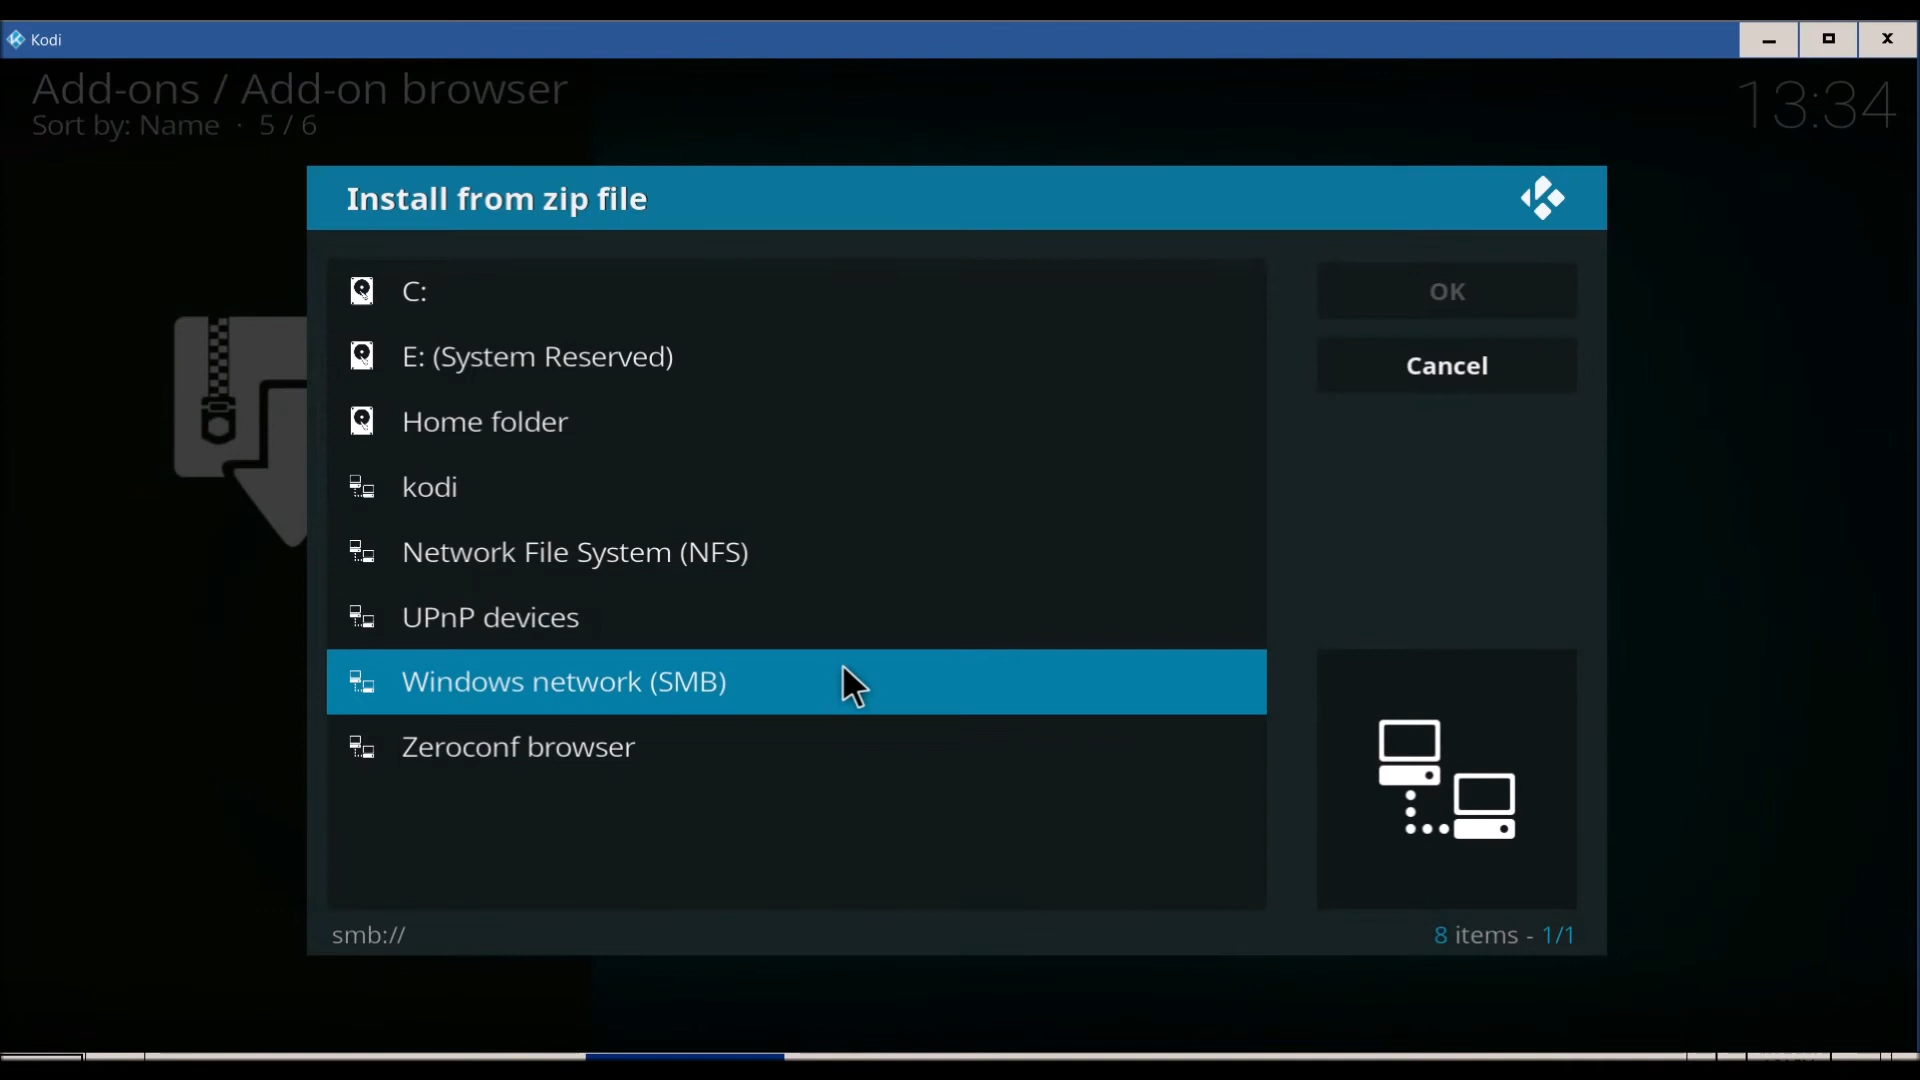 Kodi
Add-ons / Add-on browser
Sort by: Name · 5 / 6
13:34
Install from zip file
C:
E: (System Reserved)
Home folder
kodi
Network File System (NFS)
UPnP devices
Windows network (SMB)
Zeroconf browser
OK
Cancel
smb://
8 items - 1/1